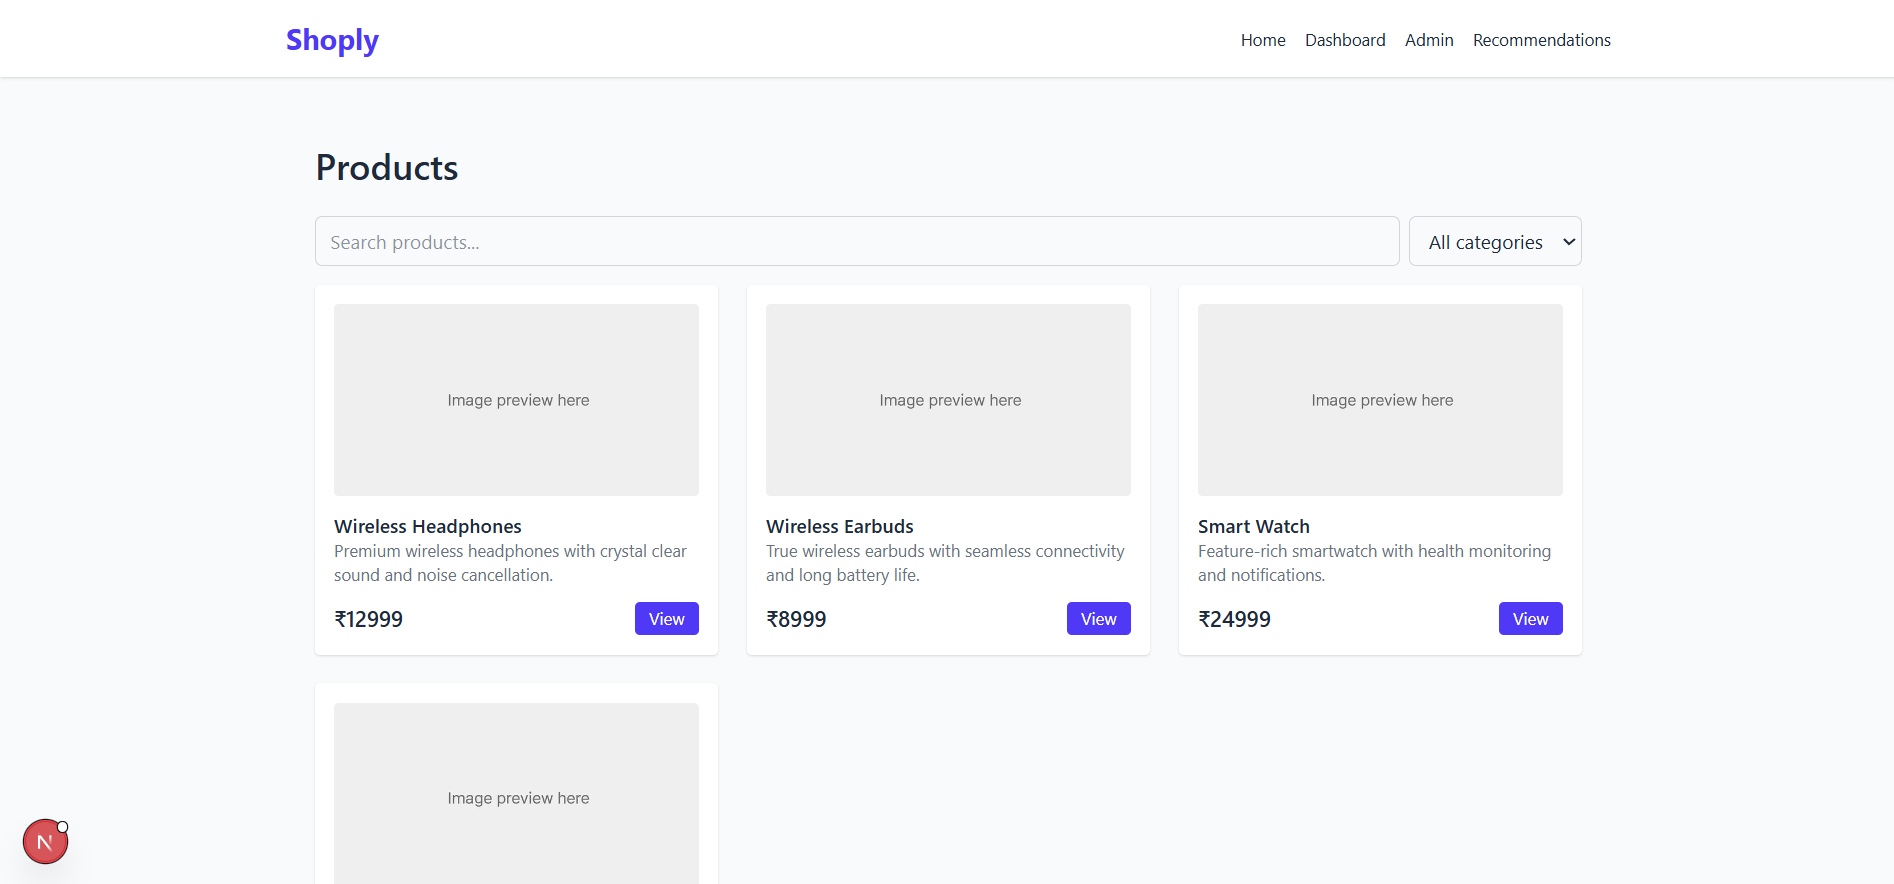 Shoply
Home Dashboard Admin Recommendations
Products
Search products...
All categories
Image preview here
Wireless Headphones
Premium wireless headphones with crystal clear
sound and noise cancellation.
₹12999
View
Image preview here
Wireless Earbuds
True wireless earbuds with seamless connectivity
and long battery life.
₹8999
View
Image preview here
Smart Watch
Feature-rich smartwatch with health monitoring
and notifications.
₹24999
View
Image preview here
N